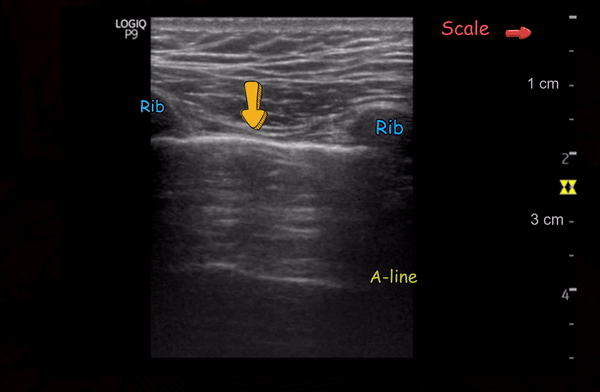 LOGIQ
P9
Scale
1 cm
Rib
Rib
2
3 cm
A-line
4